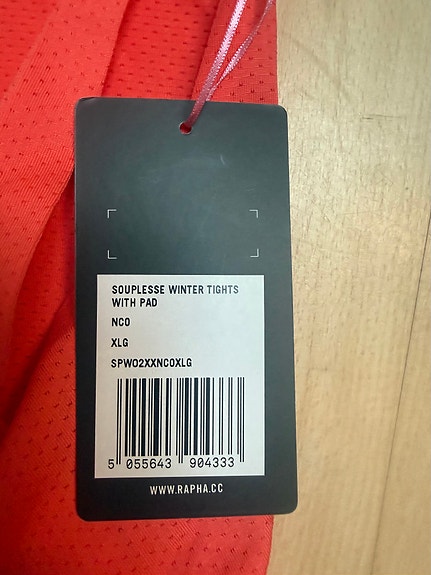 SOUPLESSE WINTER TIGHTS
WITH PAD
NCO
XLG
SPW02XXNCOXLG
5 055643 904333
WWW.RAPHA.CC